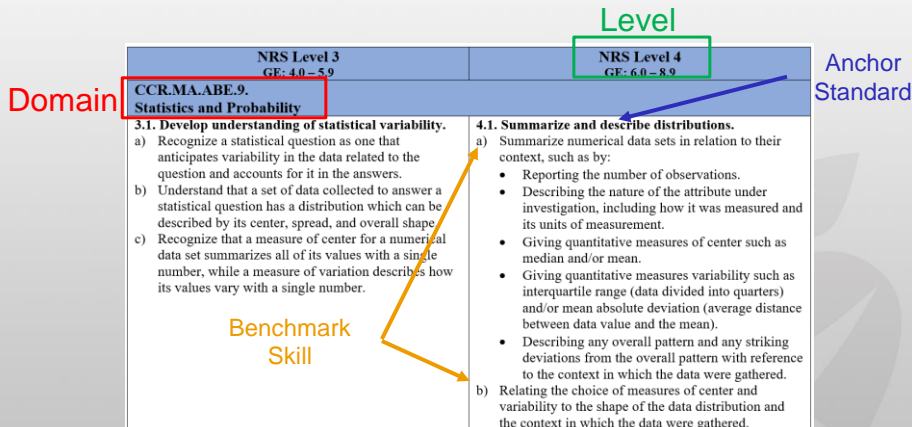 Level
NRS Level 3
GE: 4.0 – 5.9
NRS Level 4
GE: 6.0 – 8.9
Anchor
Standard
Domain
CCR.MA.ABE.9.
Statistics and Probability
3.1. Develop understanding of statistical variability.
a) Recognize a statistical question as one that
anticipates variability in the data related to the
question and accounts for it in the answers.
b) Understand that a set of data collected to answer a
statistical question has a distribution which can be
described by its center, spread, and overall shape.
c) Recognize that a measure of center for a numerical
data set summarizes all of its values with a single
number, while a measure of variation describes how
its values vary with a single number.
4.1. Summarize and describe distributions.
a) Summarize numerical data sets in relation to their
context, such as by:
• Reporting the number of observations.
• Describing the nature of the attribute under
investigation, including how it was measured and
its units of measurement.
• Giving quantitative measures of center such as
median and/or mean.
• Giving quantitative measures variability such as
interquartile range (data divided into quarters)
and/or mean absolute deviation (average distance
between data value and the mean).
• Describing any overall pattern and any striking
deviations from the overall pattern with reference
to the context in which the data were gathered.
b) Relating the choice of measures of center and
variability to the shape of the data distribution and
the context in which the data were gathered.
Benchmark
Skill